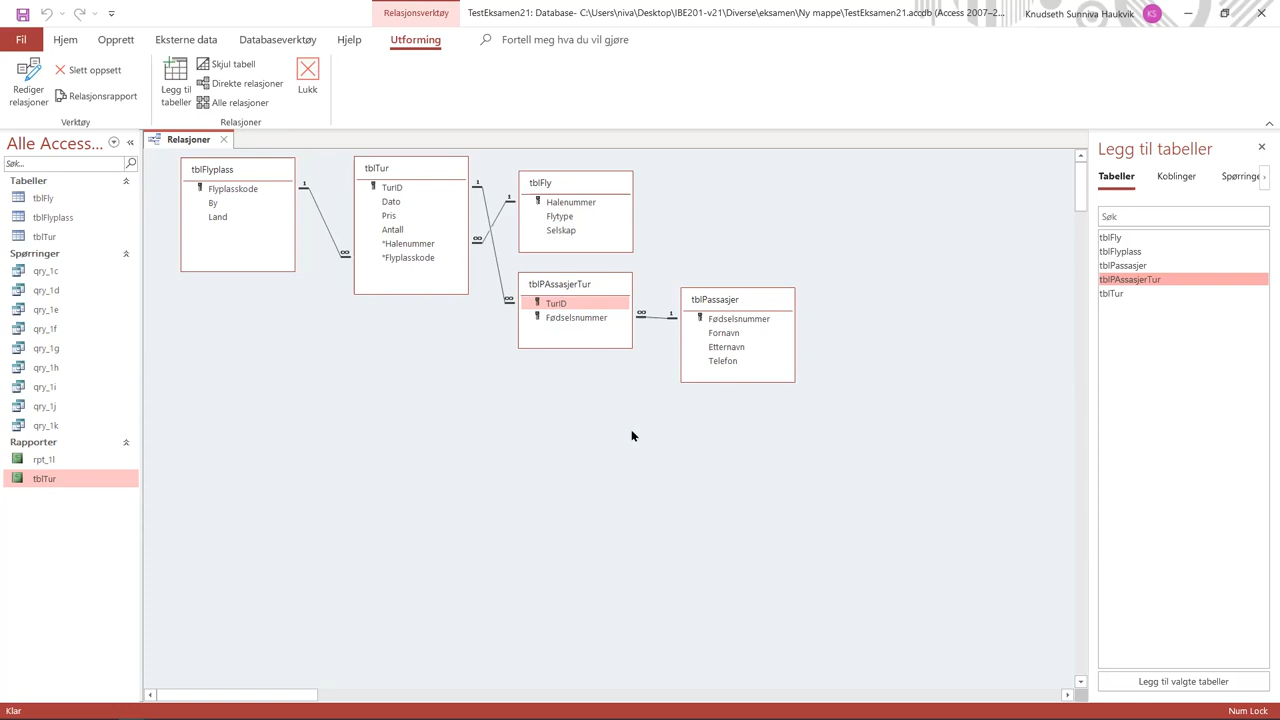 TestEksamen21: Database- C:\Users\niva\Desktop\IBE201-v21\Diverse\eksamen\Ny mappe\TestEksamen21.accdb (Access 2007–2...
Relasjonsverktøy
Knudseth Sunniva Haukvik
KS
Fil
Hjem
Opprett
Eksterne data
Databaseverktøy
Hjelp
Utforming
Fortell meg hva du vil gjøre
Rediger
relasjoner
Slett oppsett
Relasjonsrapport
Verktøy
Legg til
tabeller
Skjul tabell
Direkte relasjoner
Alle relasjoner
Lukk
Relasjoner
Alle Access...
Søk...
Tabeller
tblFly
tblFlyplass
tblTur
Spørringer
qry_1c
qry_1d
qry_1e
qry_1f
qry_1g
qry_1h
qry_1i
qry_1j
qry_1k
Rapporter
rpt_1l
tblTur
Relasjoner
tblFlyplass
Flyplasskode
By
Land
1
∞
tblTur
TurID
Dato
Pris
Antall
*Halenummer
*Flyplasskode
1
∞
1
∞
tblFly
Halenummer
Flytype
Selskap
tblPAssasjerTur
TurID
Fødselsnummer
∞
1
tblPassasjer
Fødselsnummer
Fornavn
Etternavn
Telefon
Legg til tabeller
Tabeller
Koblinger
Spørringe
Søk
tblFly
tblFlyplass
tblPassasjer
tblPAssasjerTur
tblTur
Legg til valgte tabeller
Klar
Num Lock